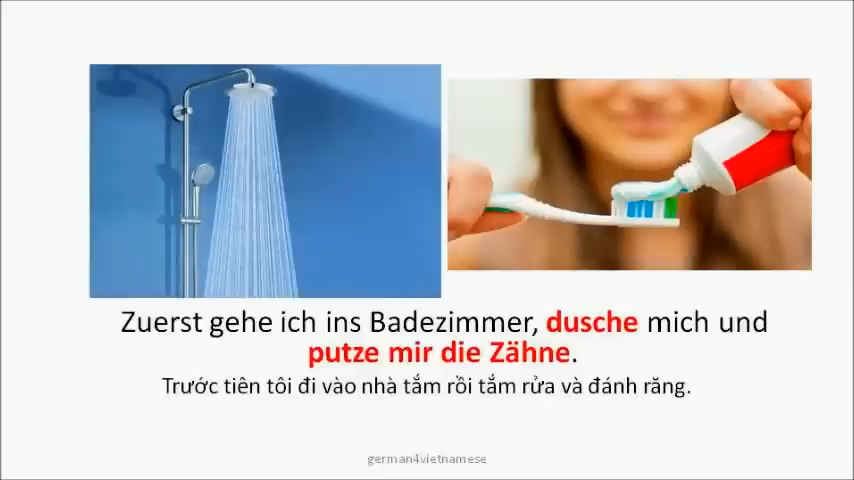 Zuerst gehe ich ins Badezimmer, dusche mich und
putze mir die Zähne.
Trước tiên tôi đi vào nhà tắm rồi tắm rửa và đánh răng.
german4vietnamese